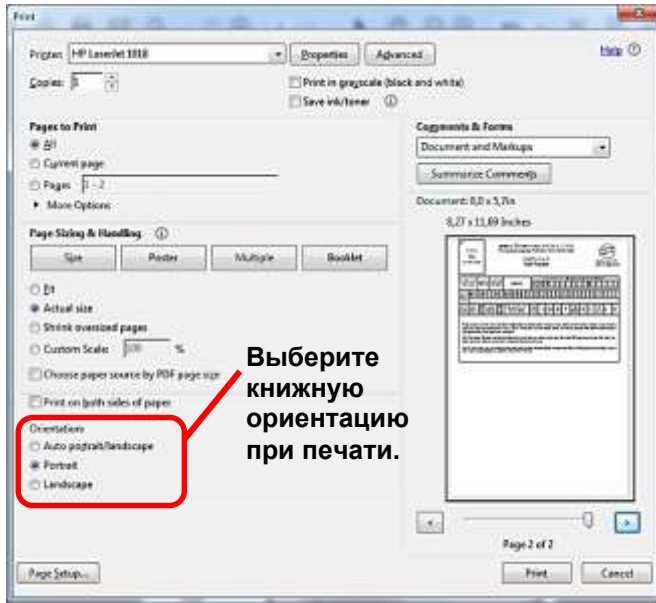 Print
Printer: HP LaserJet 1018
Properties
Advanced
Help
Copies: 1
Print in grayscale (black and white)
Save ink/toner
Pages to Print
All
Current page
Pages 1 - 2
More Options
Comments & Forms
Document and Markups
Summarize Comments
Document: 8,0 x 5,7in
8,27 x 11,69 Inches
Page Sizing & Handling
Size
Poster
Multiple
Booklet
Fit
Actual size
Shrink oversized pages
Custom Scale: 100 %
Choose paper source by PDF page size
Print on both sides of paper
Orientation:
Auto portrait/landscape
Portrait
Landscape
Выберите
книжную
ориентацию
при печати.
<
>
Page 2 of 2
Page Setup...
Print
Cancel